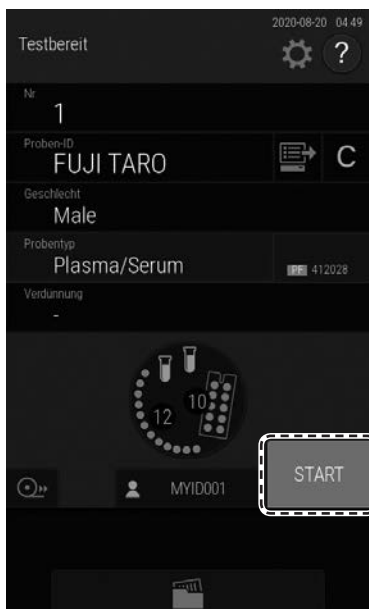 2020-08-20 04:49
Testbereit
?
Nr
1
Proben-ID
FUJI TARO
C
Geschlecht
Male
Probentyp
Plasma/Serum
PF 412028
Verdünnung
-
12
10
START
MYID001